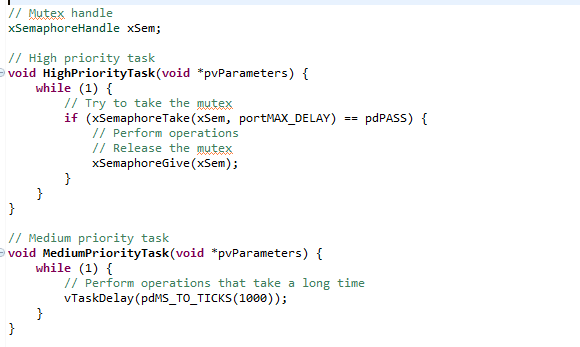 // Mutex handle
xSemaphoreHandle xSem;
// High priority task
void HighPriorityTask(void *pvParameters) {
while (1) {
// Try to take the mutex
if (xSemaphoreTake(xSem, portMAX_DELAY) == pdPASS) {
// Perform operations
// Release the mutex
xSemaphoreGive(xSem);
}
}
}
// Medium priority task
void MediumPriorityTask(void *pvParameters) {
while (1) {
// Perform operations that take a long time
vTaskDelay(pdMS_TO_TICKS(1000));
}
}